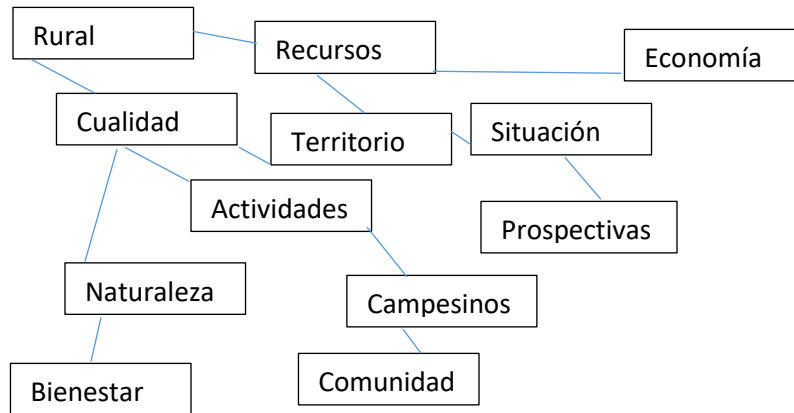 Rural
Recursos
Economía
Cualidad
Territorio
Situación
Actividades
Prospectivas
Naturaleza
Campesinos
Bienestar
Comunidad